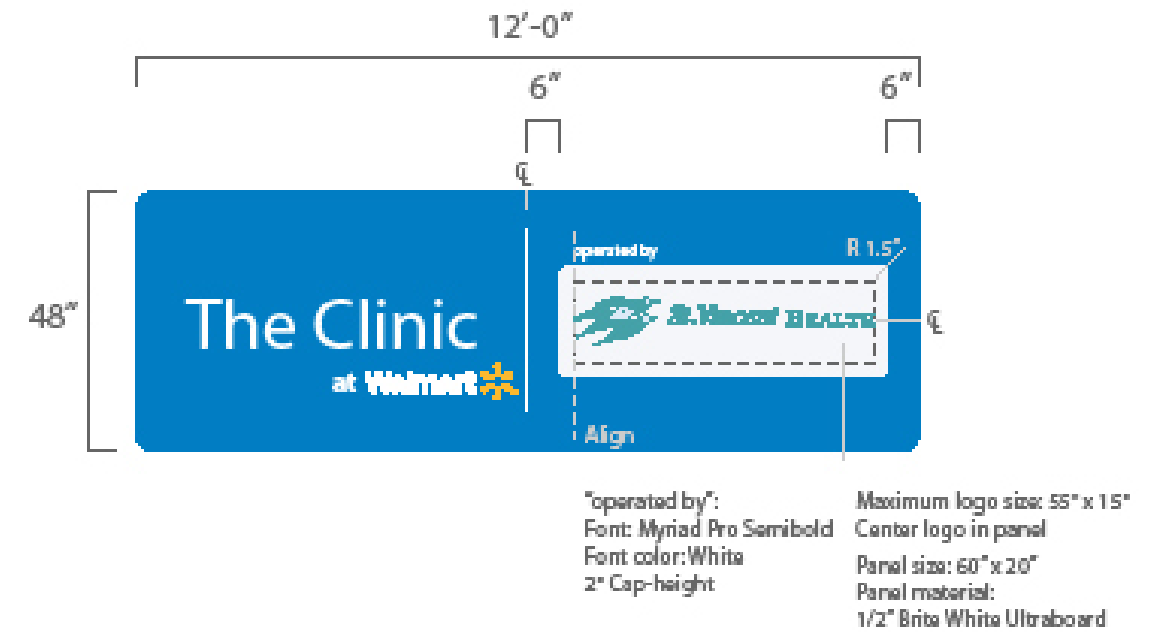 12'-0"
6"
6"
℄
48"
operated by
R 1.5"
The Clinic
St. Vincent Health
℄
at Walmart
Align
"operated by":
Font: Myriad Pro Semibold
Font color: White
2" Cap-height
Maximum logo size: 55" x 15"
Center logo in panel
Panel size: 60" x 20"
Panel material:
1/2" Brite White Ultraboard